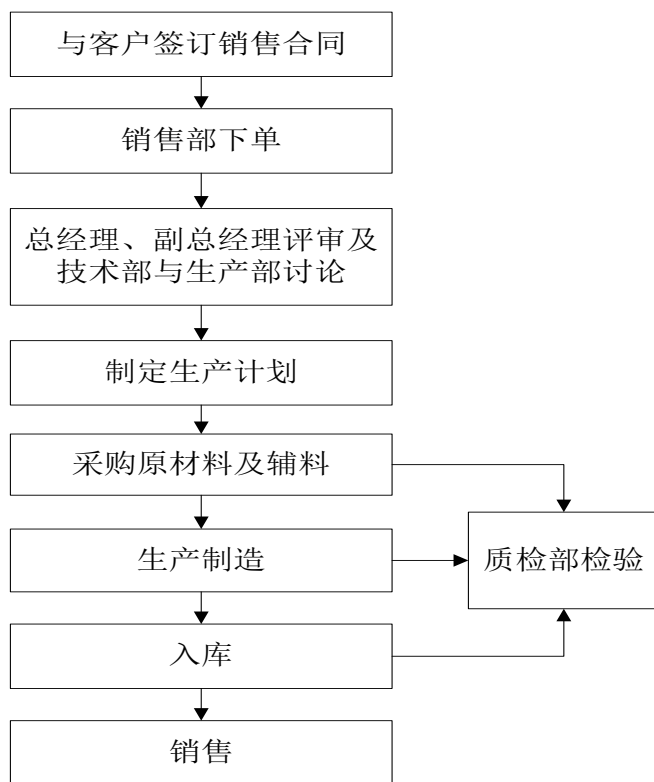 与客户签订销售合同
销售部下单
总经理、副总经理评审及
技术部与生产部讨论
制定生产计划
采购原材料及辅料
生产制造
质检部检验
入库
销售